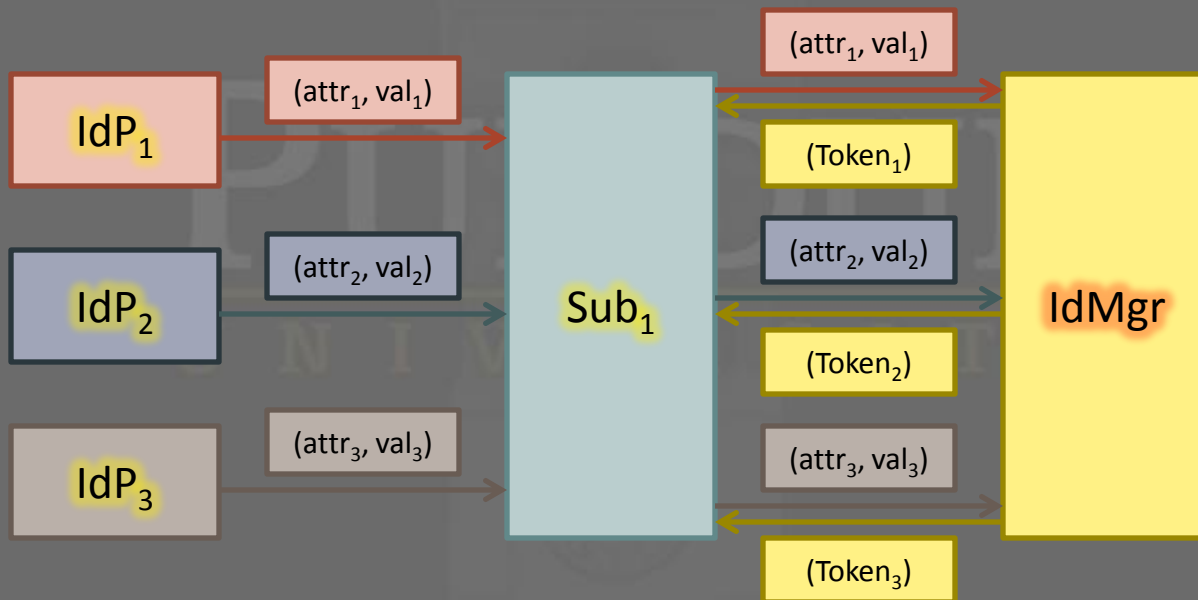 (attr₁, val₁)
(attr₁, val₁)
IdP₁
(Token₁)
(attr₂, val₂)
(attr₂, val₂)
IdP₂
Sub₁
IdMgr
(Token₂)
(attr₃, val₃)
(attr₃, val₃)
IdP₃
(Token₃)